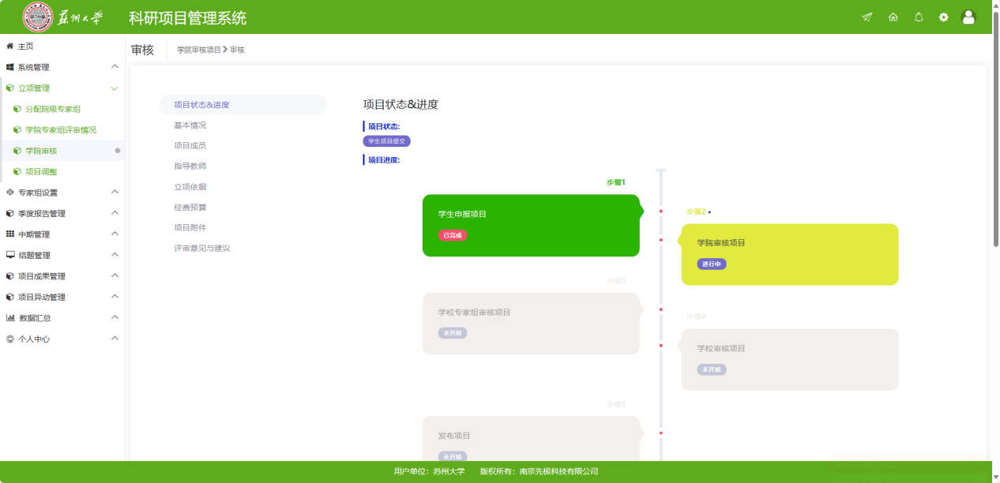 苏州大学 科研项目管理系统
主页
系统管理
立项管理
分配院级专家组
学院专家组评审情况
学院审核
项目调整
专家组设置
季度报告管理
中期管理
结题管理
项目成果管理
项目异动管理
数据汇总
个人中心
审核 学院审核项目 审核
项目状态&进度
基本情况
项目成员
指导教师
立项依据
经费预算
项目附件
评审意见与建议
项目状态&进度
项目状态:
学生项目提交
项目进度:
步骤1
学生申报项目
已完成
步骤2
学院审核项目
进行中
步骤3
学校专家组审核项目
未开始
步骤4
学校审核项目
未开始
步骤5
发布项目
未开始
用户单位：苏州大学 版权所有：南京先极科技有限公司